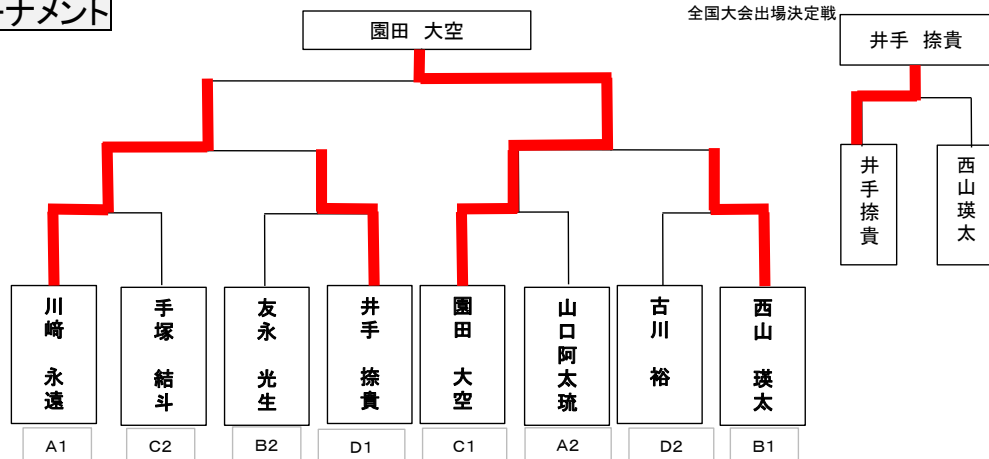 ーナメント
園田 大空
全国大会出場決定戦
井手 捺貴
井手捺貴
西山瑛太
川﨑 永遠
手塚 結斗
友永 光生
井手 捺貴
園田 大空
山口阿太琉
古川 裕
西山 瑛太
A1
C2
B2
D1
C1
A2
D2
B1